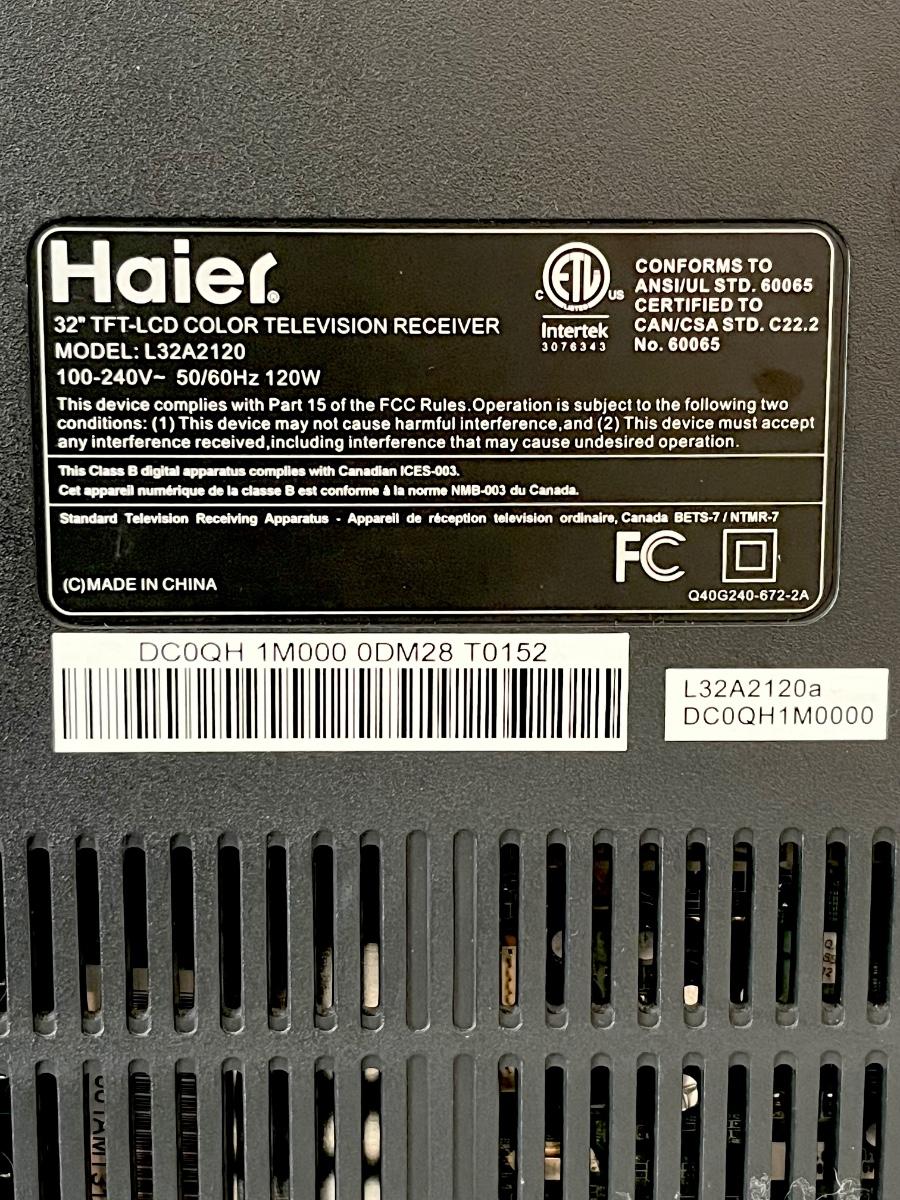 Haier®
32" TFT-LCD COLOR TELEVISION RECEIVER
MODEL: L32A2120
100-240V~ 50/60Hz 120W
C ETL US
LISTED
Intertek
3076343
CONFORMS TO
ANSI/UL STD. 60065
CERTIFIED TO
CAN/CSA STD. C22.2
No. 60065
This device complies with Part 15 of the FCC Rules.Operation is subject to the following two
conditions: (1) This device may not cause harmful interference,and (2) This device must accept
any interference received,including interference that may cause undesired operation.
This Class B digital apparatus complies with Canadian ICES-003.
Cet appareil numérique de la classe B est conforme à la norme NMB-003 du Canada.
Standard Television Receiving Apparatus - Appareil de réception television ordinaire, Canada BETS-7 / NTMR-7
FC
(C)MADE IN CHINA
Q40G240-672-2A
DC0QH 1M000 0DM28 T0152
L32A2120a
DC0QH1M0000